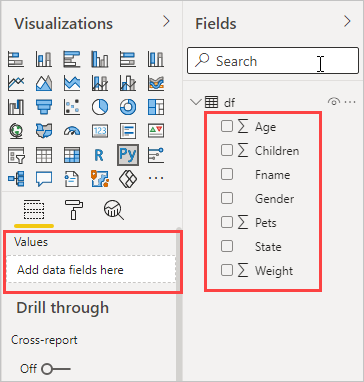 Visualizations
Fields
Search
df
Age
Children
Fname
Gender
Pets
State
Weight
123
R
Py
Values
Add data fields here
Drill through
Cross-report
Off